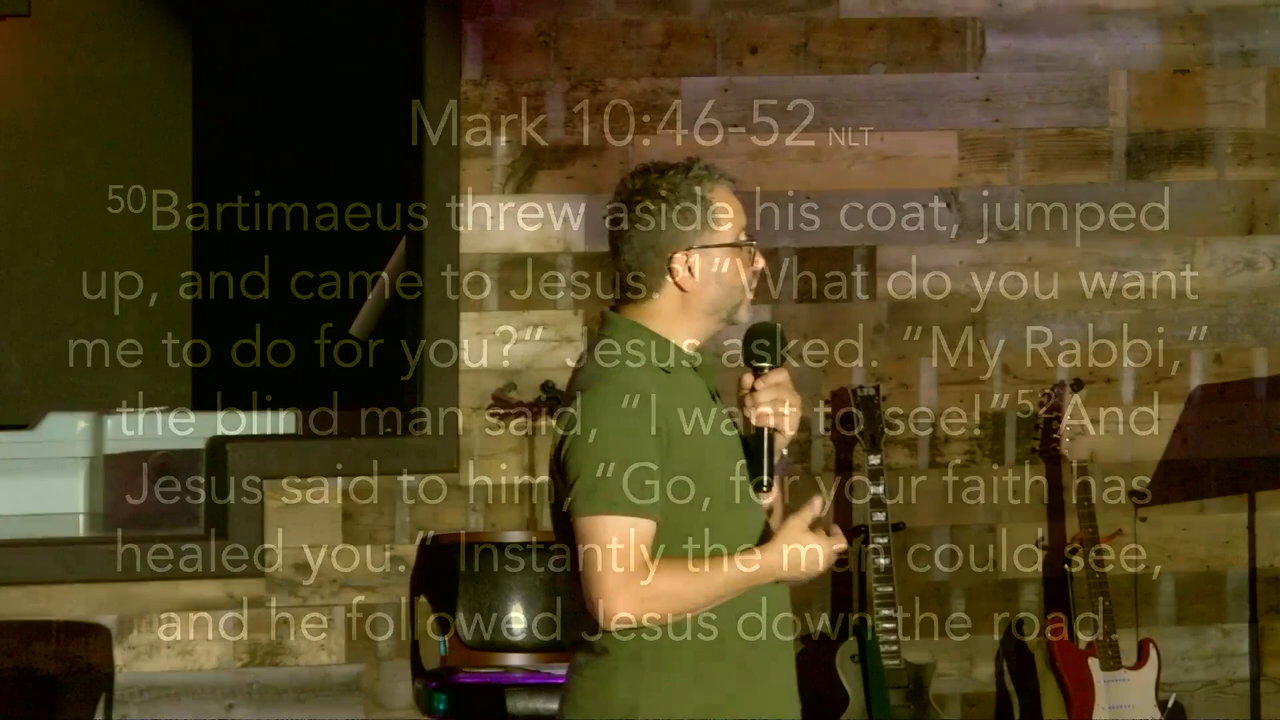 Mark 10:46-52 NLT
50Bartimaeus threw aside his coat, jumped
up, and came to Jesus.51“What do you want
me to do for you?“ Jesus asked. “My Rabbi,”
the blind man said, “I want to see!”52 And
Jesus said to him, “Go, for your faith has
healed you.” Instantly the man could see,
and he followed Jesus down the road.